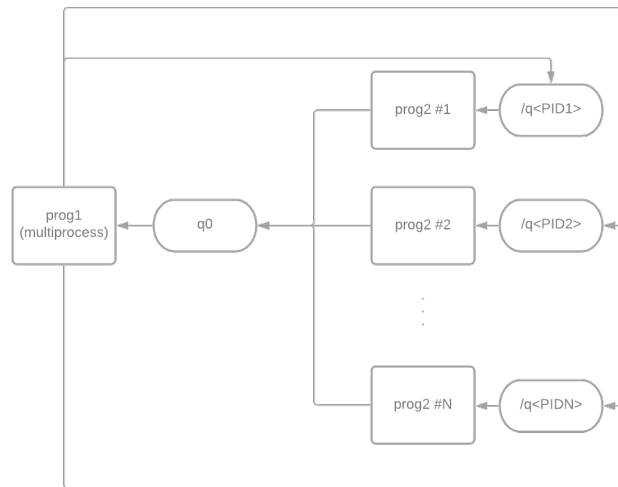 prog2 #1
/q<PID1>
prog1
(multiprocess)
q0
prog2 #2
/q<PID2>
.
.
.
prog2 #N
/q<PIDN>